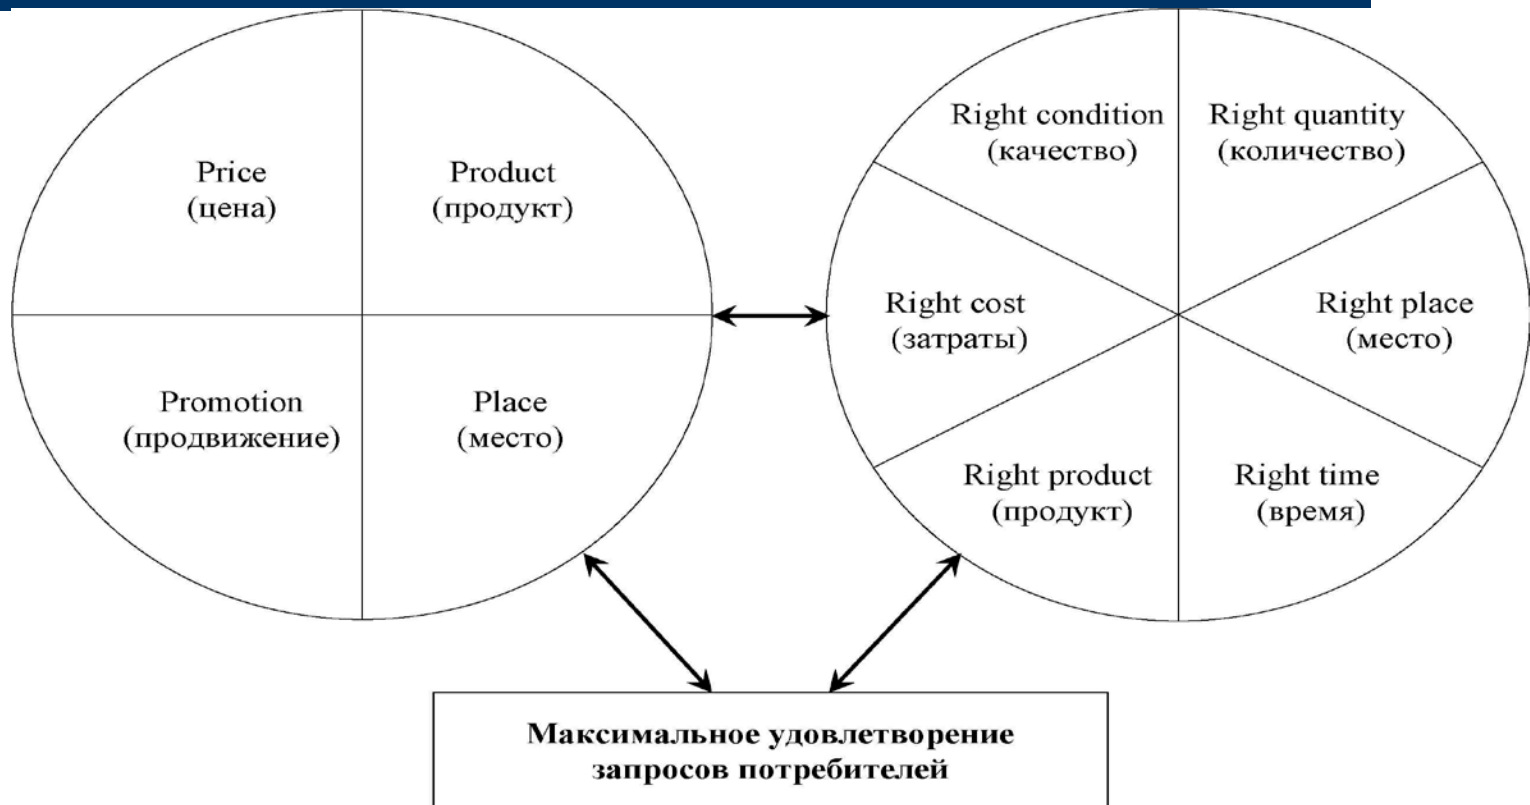 Price
(цена)
Product
(продукт)
Promotion
(продвижение)
Place
(место)
Right condition
(качество)
Right quantity
(количество)
Right cost
(затраты)
Right place
(место)
Right product
(продукт)
Right time
(время)
Максимальное удовлетворение
запросов потребителей